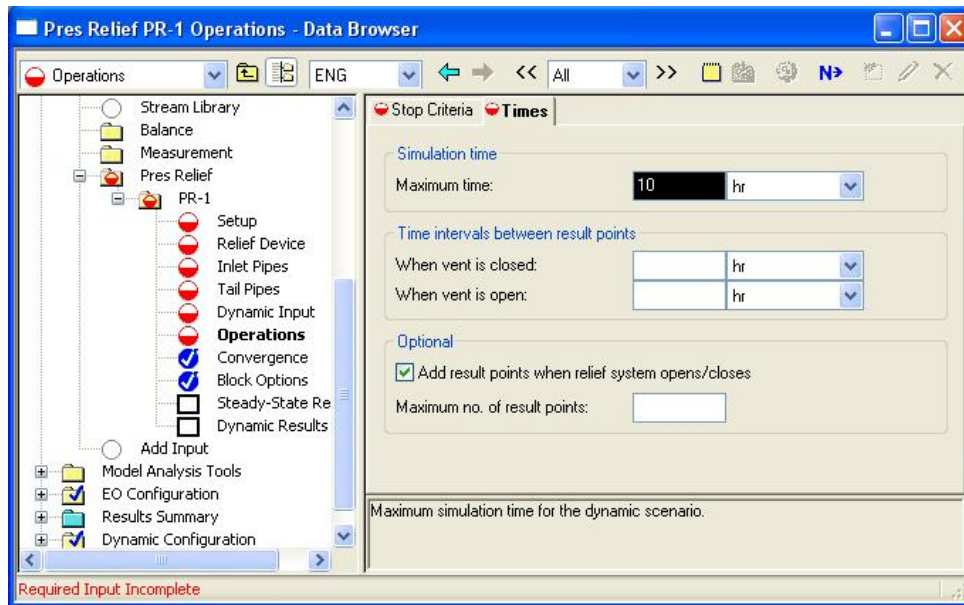 Pres Relief PR-1 Operations - Data Browser
Operations ENG << All >> N>
Stream Library
Balance
Measurement
Pres Relief
PR-1
Setup
Relief Device
Inlet Pipes
Tail Pipes
Dynamic Input
Operations
Convergence
Block Options
Steady-State Re
Dynamic Results
Add Input
Model Analysis Tools
EO Configuration
Results Summary
Dynamic Configuration
Stop Criteria Times
Simulation time
Maximum time: 10 hr
Time intervals between result points
When vent is closed: hr
When vent is open: hr
Optional
Add result points when relief system opens/closes
Maximum no. of result points:
Maximum simulation time for the dynamic scenario.
Required Input Incomplete